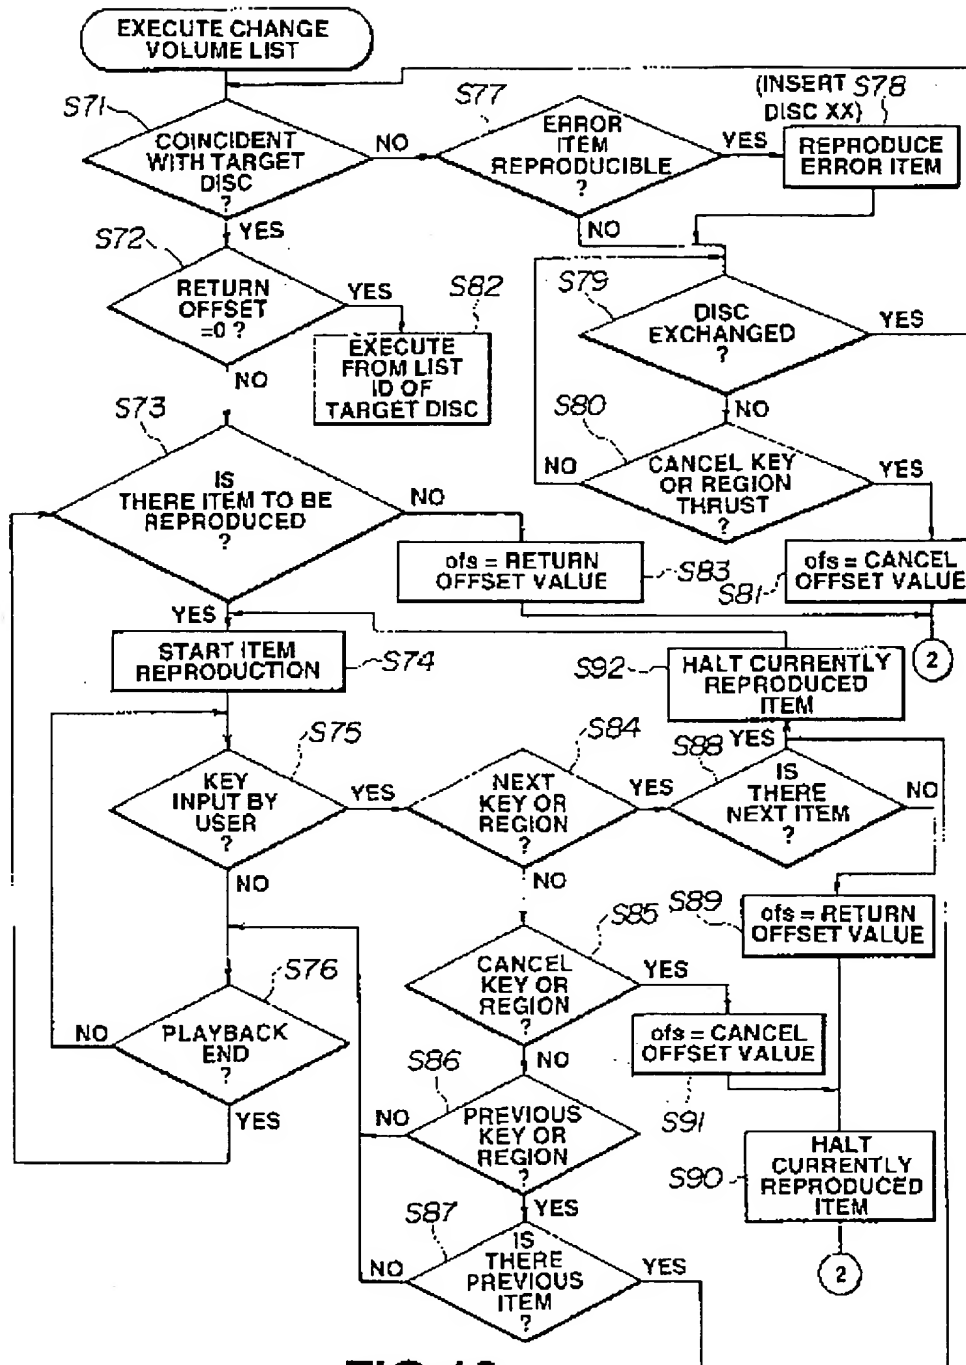 EXECUTE CHANGE
VOLUME LIST
S71
COINCIDENT
WITH TARGET
DISC
?
NO
YES
S77
ERROR
ITEM
REPRODUCIBLE
?
YES
NO
(INSERT
DISC XX)
S78
REPRODUCE
ERROR ITEM
S72
RETURN
OFFSET
=0 ?
YES
NO
S82
EXECUTE
FROM LIST
ID OF
TARGET DISC
S79
DISC
EXCHANGED
?
YES
NO
S80
CANCEL KEY
OR REGION
THRUST
?
NO
YES
S73
IS
THERE ITEM TO BE
REPRODUCED
?
NO
YES
ofs = RETURN
OFFSET VALUE
S83
S81
ofs = CANCEL
OFFSET VALUE
2
START ITEM
REPRODUCTION
S74
S92
HALT CURRENTLY
REPRODUCED
ITEM
S75
KEY
INPUT BY
USER
?
YES
NO
S84
NEXT
KEY OR
REGION
?
YES
NO
S88
YES
IS
THERE
NEXT ITEM
?
NO
S89
ofs = RETURN
OFFSET VALUE
S85
CANCEL
KEY OR
REGION
?
YES
NO
S76
PLAYBACK
END
?
NO
YES
ofs = CANCEL
OFFSET VALUE
S91
S86
PREVIOUS
KEY OR
REGION
?
NO
YES
S90
HALT
CURRENTLY
REPRODUCED
ITEM
2
S87
IS
THERE
PREVIOUS
ITEM
?
NO
YES